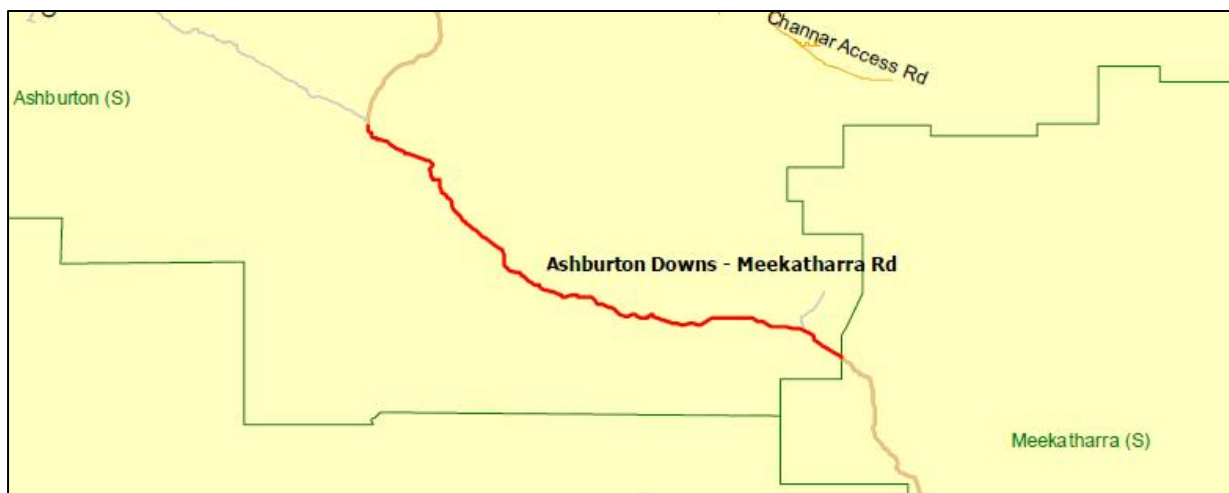 Channar Access Rd
Ashburton (S)
Ashburton Downs - Meekatharra Rd
Meekatharra (S)